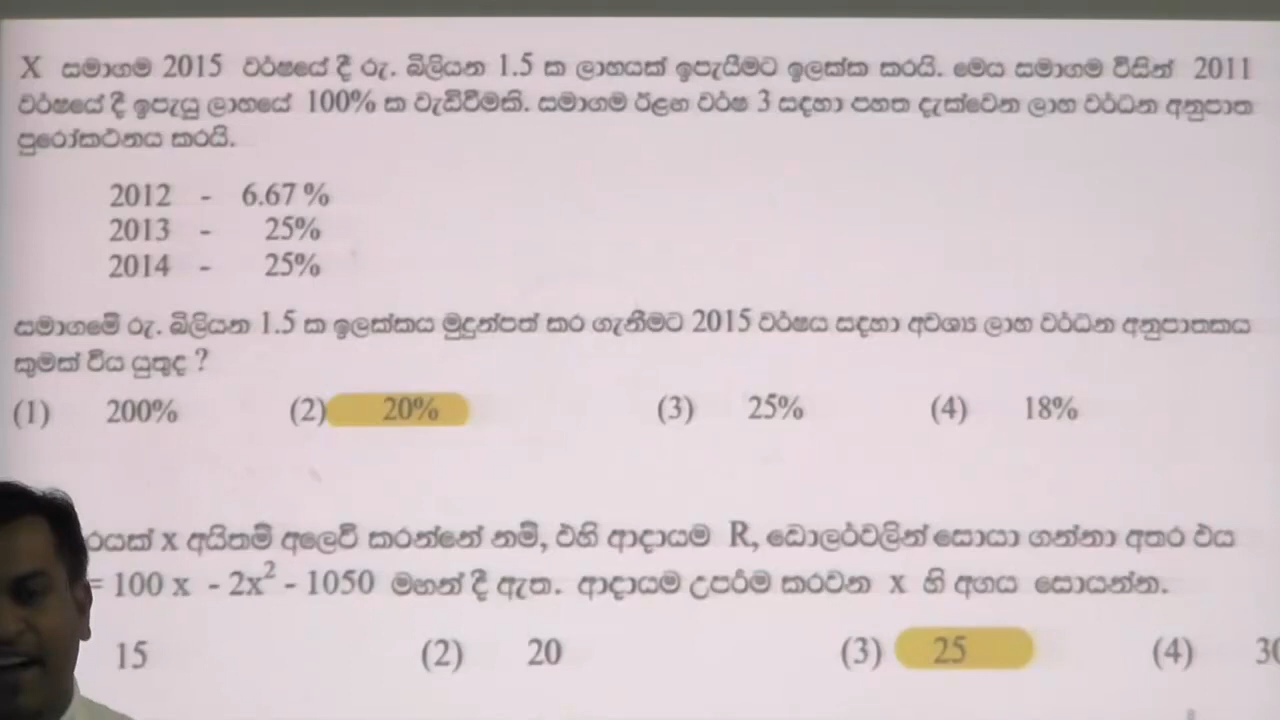 X සමාගම 2015 වර්ෂයේ දී රු. බිලියන 1.5 ක ලාභයක් ඉපැයීමට ඉලක්ක කරයි. මෙය සමාගම විසින් 2011
වර්ෂයේ දී ඉපැයු ලාභයේ 100% ක වැඩිවීමකි. සමාගම ඊළඟ වර්ෂ 3 සඳහා පහත දැක්වෙන ලාභ වර්ධන අනුපාත
පුරෝකථනය කරයි.
2012 - 6.67 %
2013 - 25%
2014 - 25%
සමාගමේ රු. බිලියන 1.5 ක ඉලක්කය මුදුන්පත් කර ගැනීමට 2015 වර්ෂය සඳහා අවශ්‍ය ලාභ වර්ධන අනුපාතකය
කුමක් විය යුතුද ?
(1) 200% (2) 20% (3) 25% (4) 18%
රයක් x අයිතම් අලෙවි කරන්නේ නම්, එහි ආදායම R, ඩොලර්වලින් සොයා ගන්නා අතර එය
= 100 x - 2x² - 1050 මඟින් දී ඇත. ආදායම උපරිම කරවන x හි අගය සොයන්න.
15 (2) 20 (3) 25 (4) 30